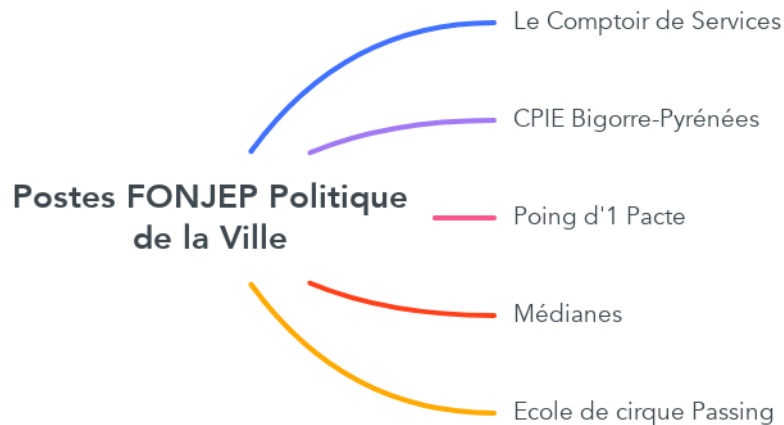 Le Comptoir de Services
CPIE Bigorre-Pyrénées
Postes FONJEP Politique
de la Ville
Poing d'1 Pacte
Médianes
Ecole de cirque Passing